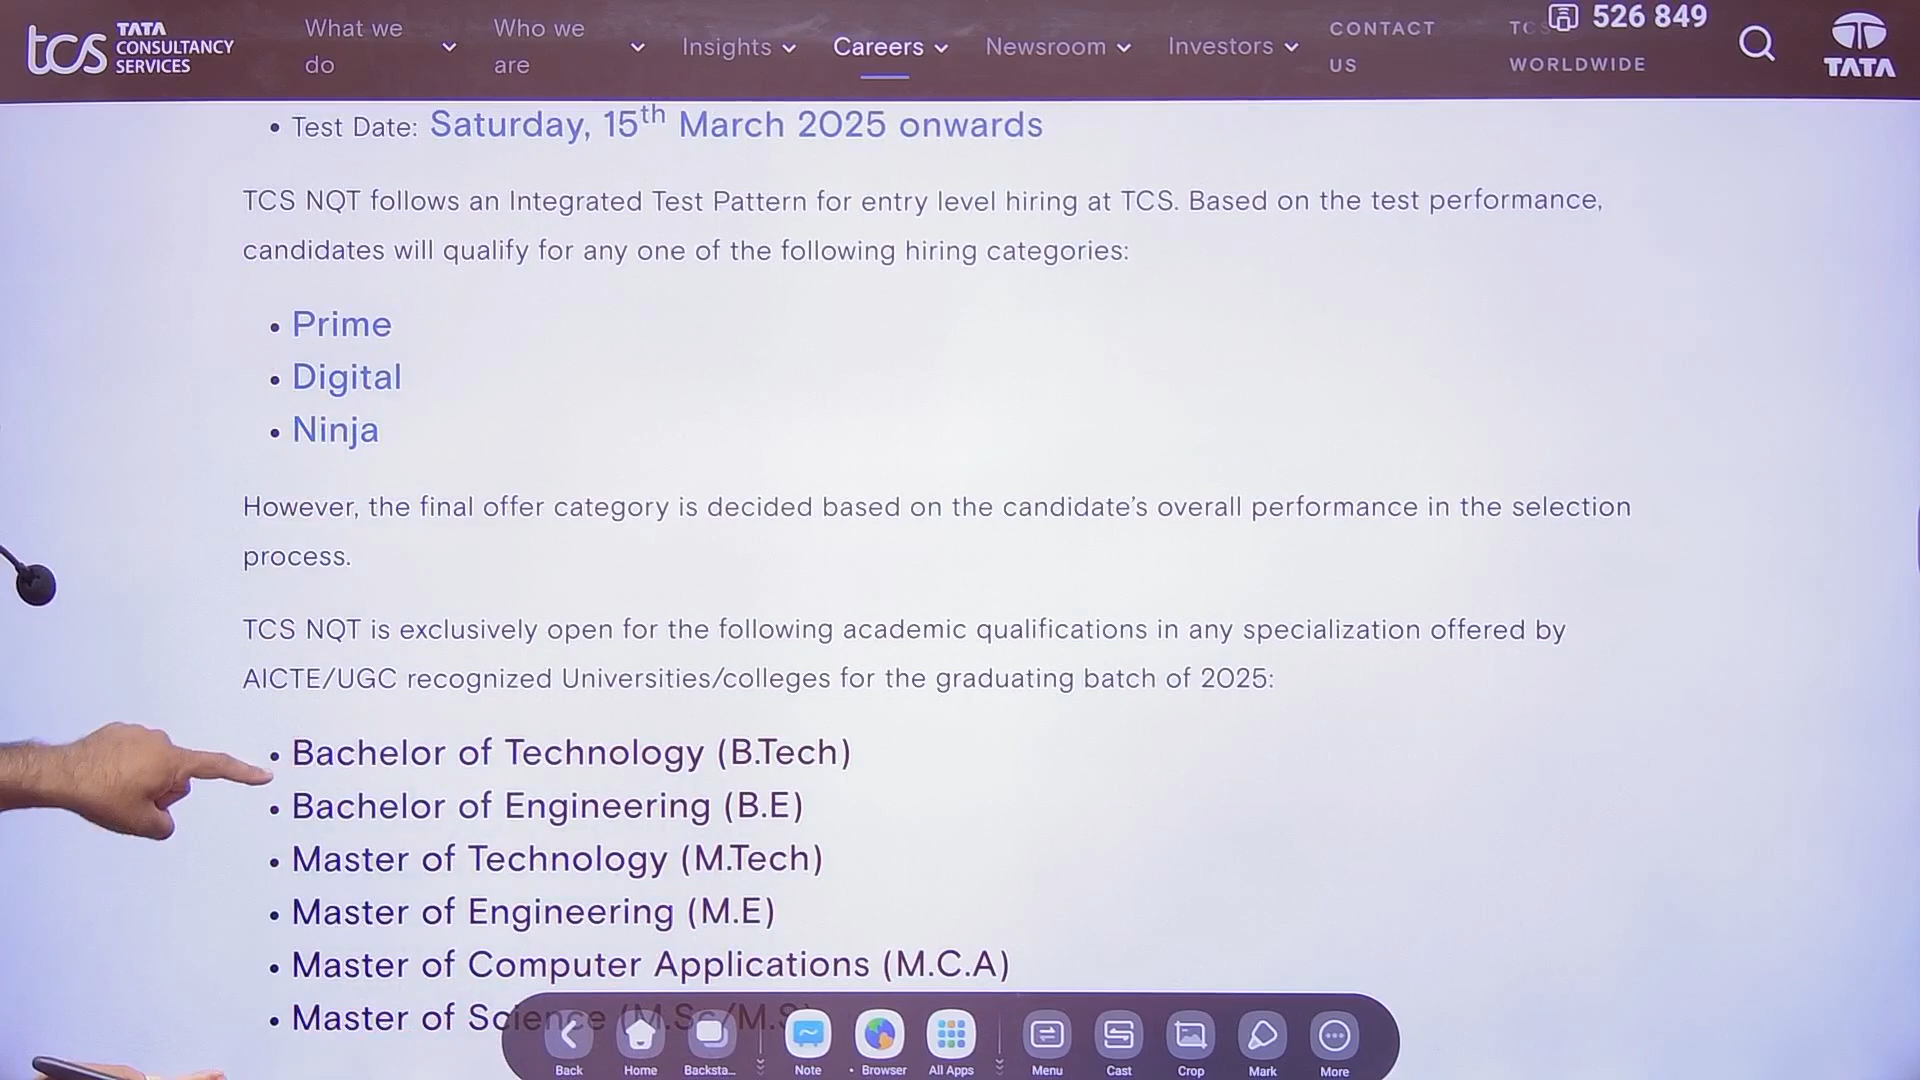 tcs TATA CONSULTANCY SERVICES
What we do
Who we are
Insights
Careers
Newsroom
Investors
CONTACT US
WORLDWIDE
526 849
TATA
• Test Date: Saturday, 15th March 2025 onwards
TCS NQT follows an Integrated Test Pattern for entry level hiring at TCS. Based on the test performance,
candidates will qualify for any one of the following hiring categories:
• Prime
• Digital
• Ninja
However, the final offer category is decided based on the candidate's overall performance in the selection
process.
TCS NQT is exclusively open for the following academic qualifications in any specialization offered by
AICTE/UGC recognized Universities/colleges for the graduating batch of 2025:
• Bachelor of Technology (B.Tech)
• Bachelor of Engineering (B.E)
• Master of Technology (M.Tech)
• Master of Engineering (M.E)
• Master of Computer Applications (M.C.A)
• Master of Science (M.Sc/M.S
Back Home Backsta... Note Browser All Apps Menu Cast Crop Mark More